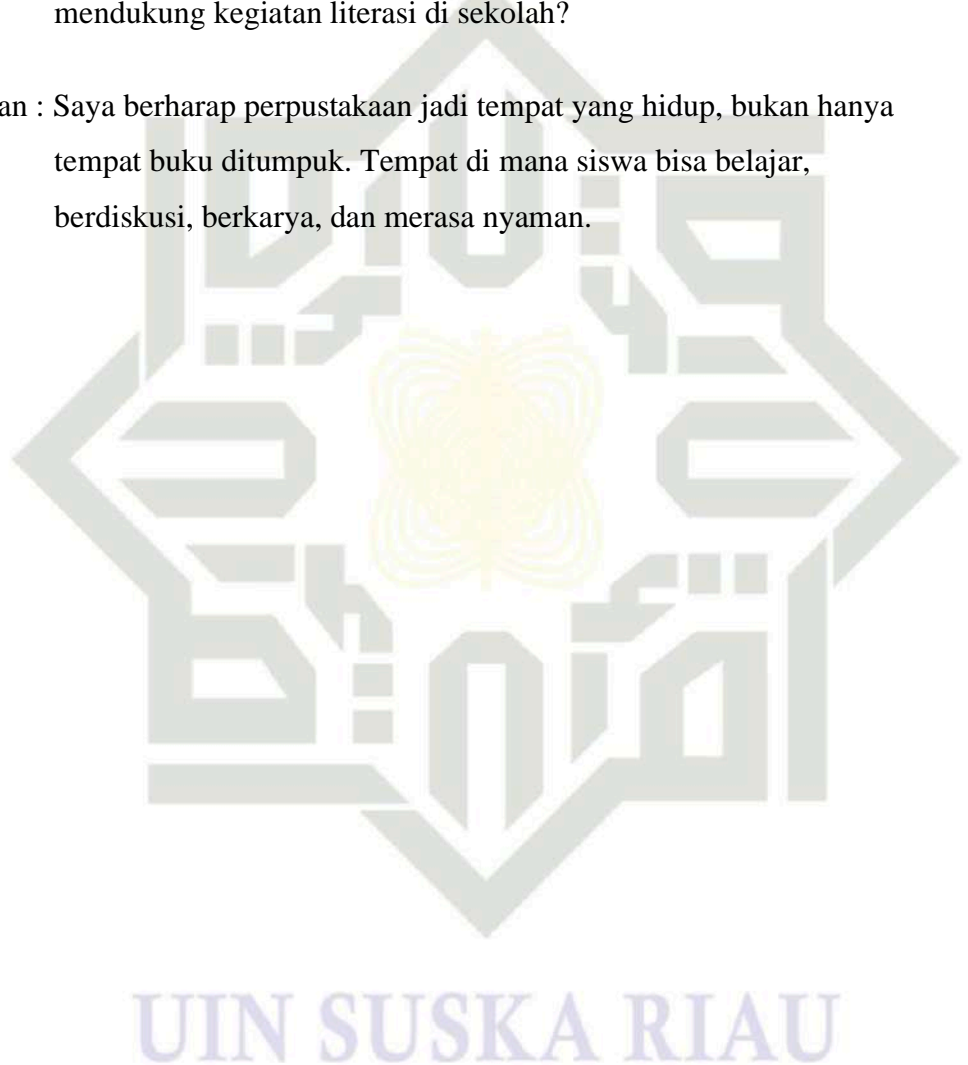 mendukung kegiatan literasi di sekolah?
an : Saya berharap perpustakaan jadi tempat yang hidup, bukan hanya
tempat buku ditumpuk. Tempat di mana siswa bisa belajar,
berdiskusi, berkarya, dan merasa nyaman.
UIN SUSKA RIAU